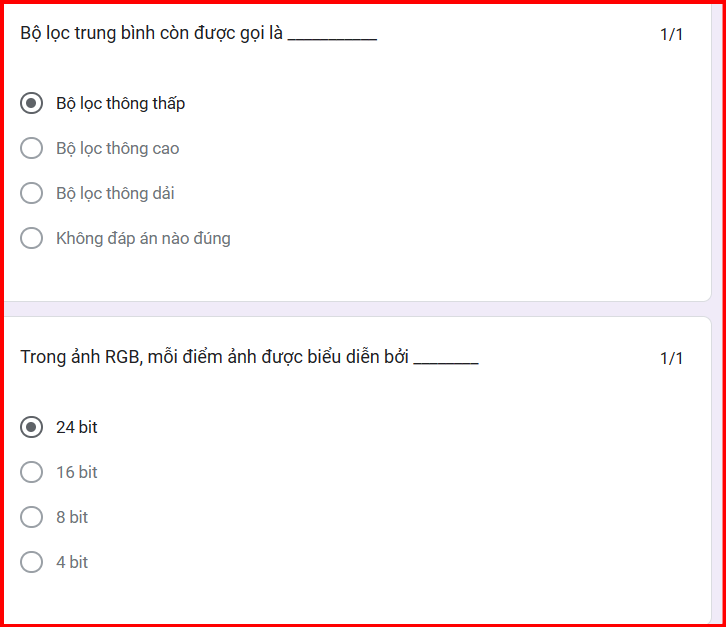 Bộ lọc trung bình còn được gọi là ___________ 1/1
Bộ lọc thông thấp
Bộ lọc thông cao
Bộ lọc thông dải
Không đáp án nào đúng
Trong ảnh RGB, mỗi điểm ảnh được biểu diễn bởi ________ 1/1
24 bit
16 bit
8 bit
4 bit